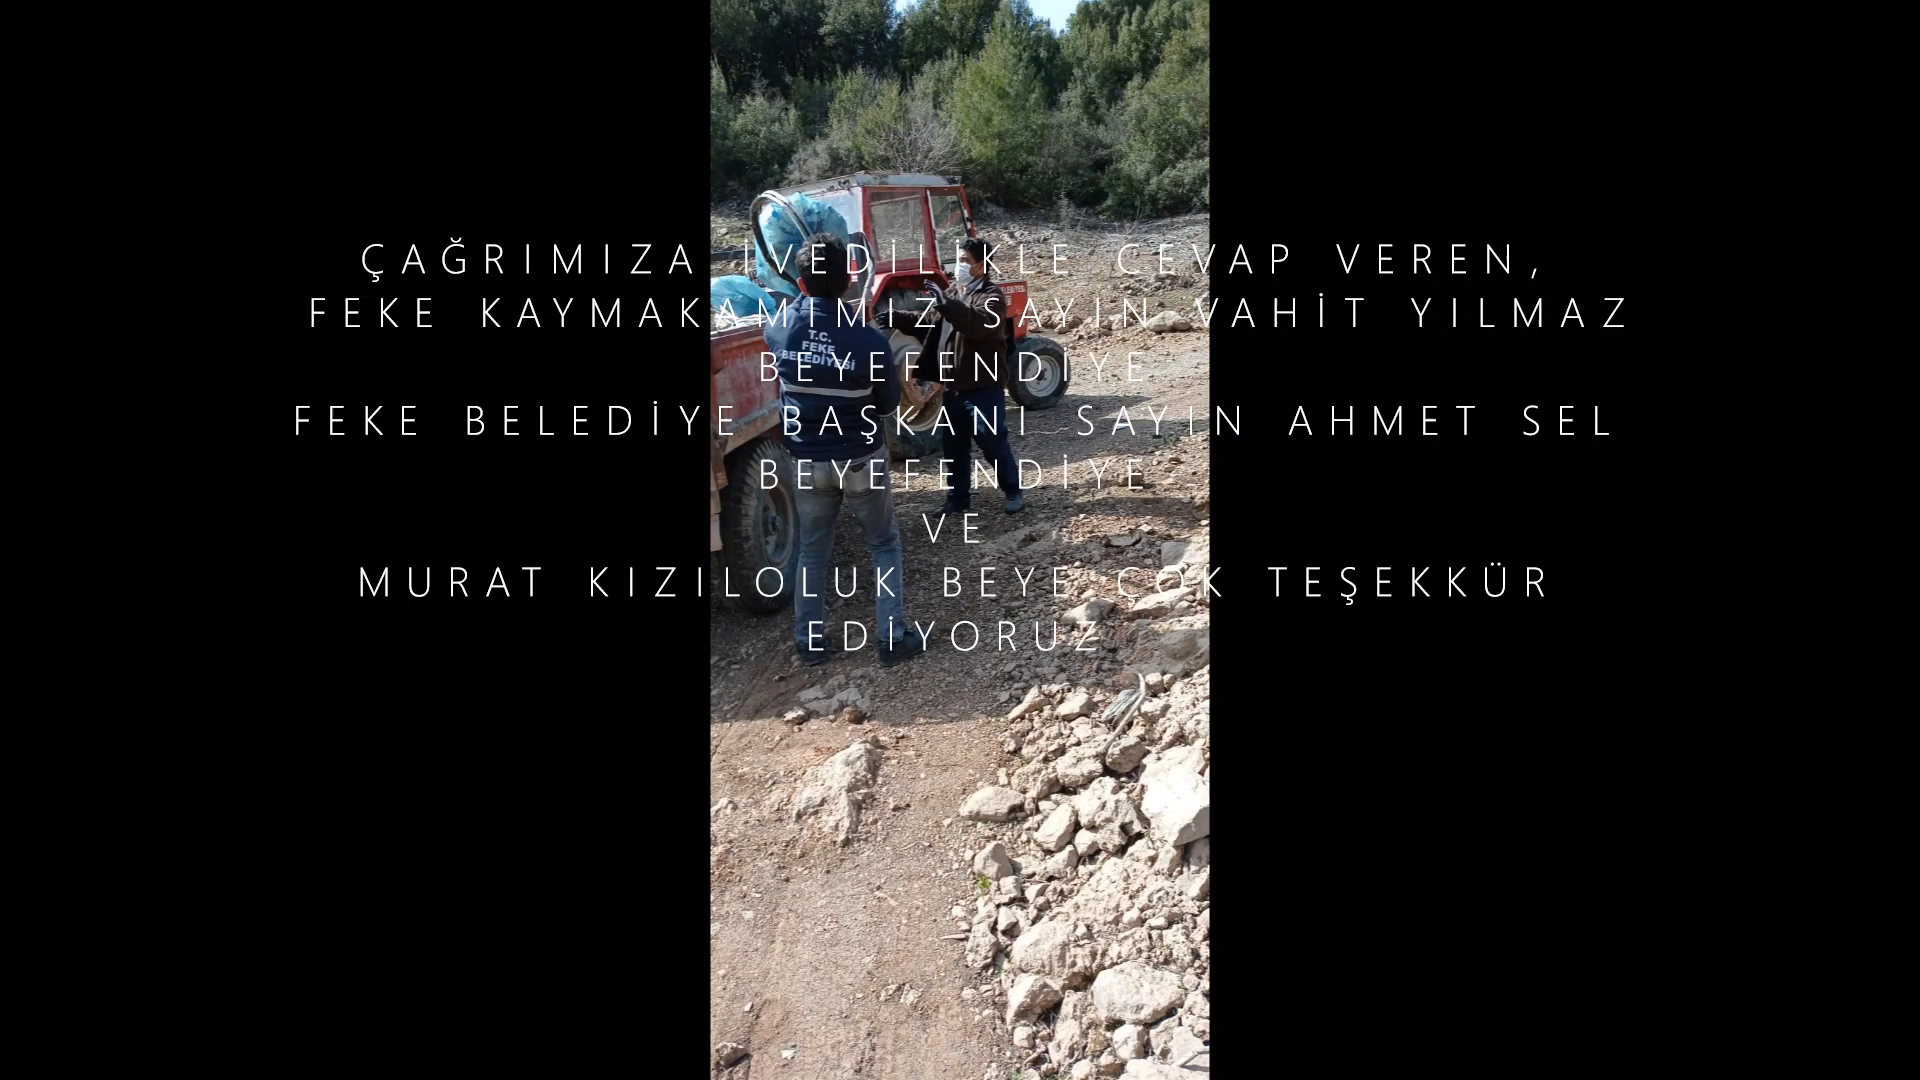 ÇAĞRIMIZA İVEDİLİKLE CEVAP VEREN,
FEKE KAYMAKAMIMIZ SAYIN VAHİT YILMAZ
BEYEFENDİYE
FEKE BELEDİYE BAŞKANI SAYIN AHMET SEL
BEYEFENDİYE
VE
MURAT KIZILOLUK BEYE ÇOK TEŞEKKÜR
EDİYORUZ
T.C.
FEKE
BELEDİYESİ